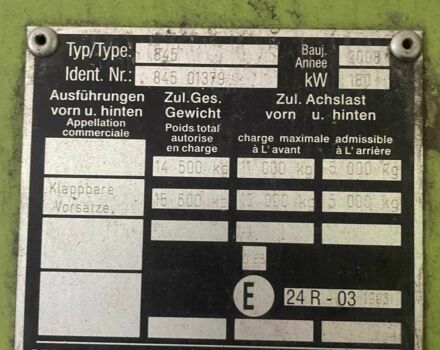 Typ/Type: 845 Bauj. Annee 2008
Ident. Nr.: 845 01379 kW 180
Ausführungen vorn u. hinten
Appellation commerciale
Zul. Ges. Gewicht
Poids total autorise en charge
Zul. Achslast vorn u. hinten
charge maximale admissible
à L' avant à L' arrière
14 500 kg 11 000 kg 5 000 kg
Klappbare Vorsätze 15 500 kg 12 000 kg 5 000 kg
E 24 R - 03